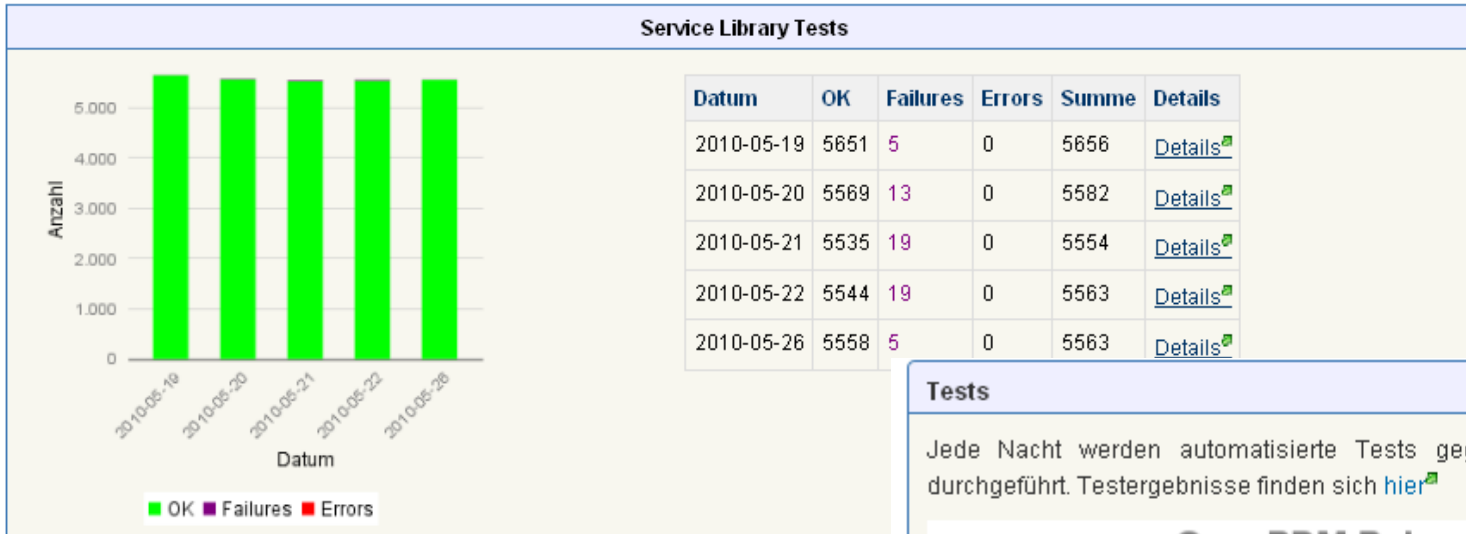 Service Library Tests
5.000
4.000
3.000
2.000
1.000
0
Anzahl
2010-05-19
2010-05-20
2010-05-21
2010-05-22
2010-05-26
Datum
OK Failures Errors
Datum OK Failures Errors Summe Details
2010-05-19 5651 5 0 5656 Details
2010-05-20 5569 13 0 5582 Details
2010-05-21 5535 19 0 5554 Details
2010-05-22 5544 19 0 5563 Details
2010-05-26 5558 5 0 5563 Details
Tests
Jede Nacht werden automatisierte Tests
durchgeführt. Testergebnisse finden sich hier